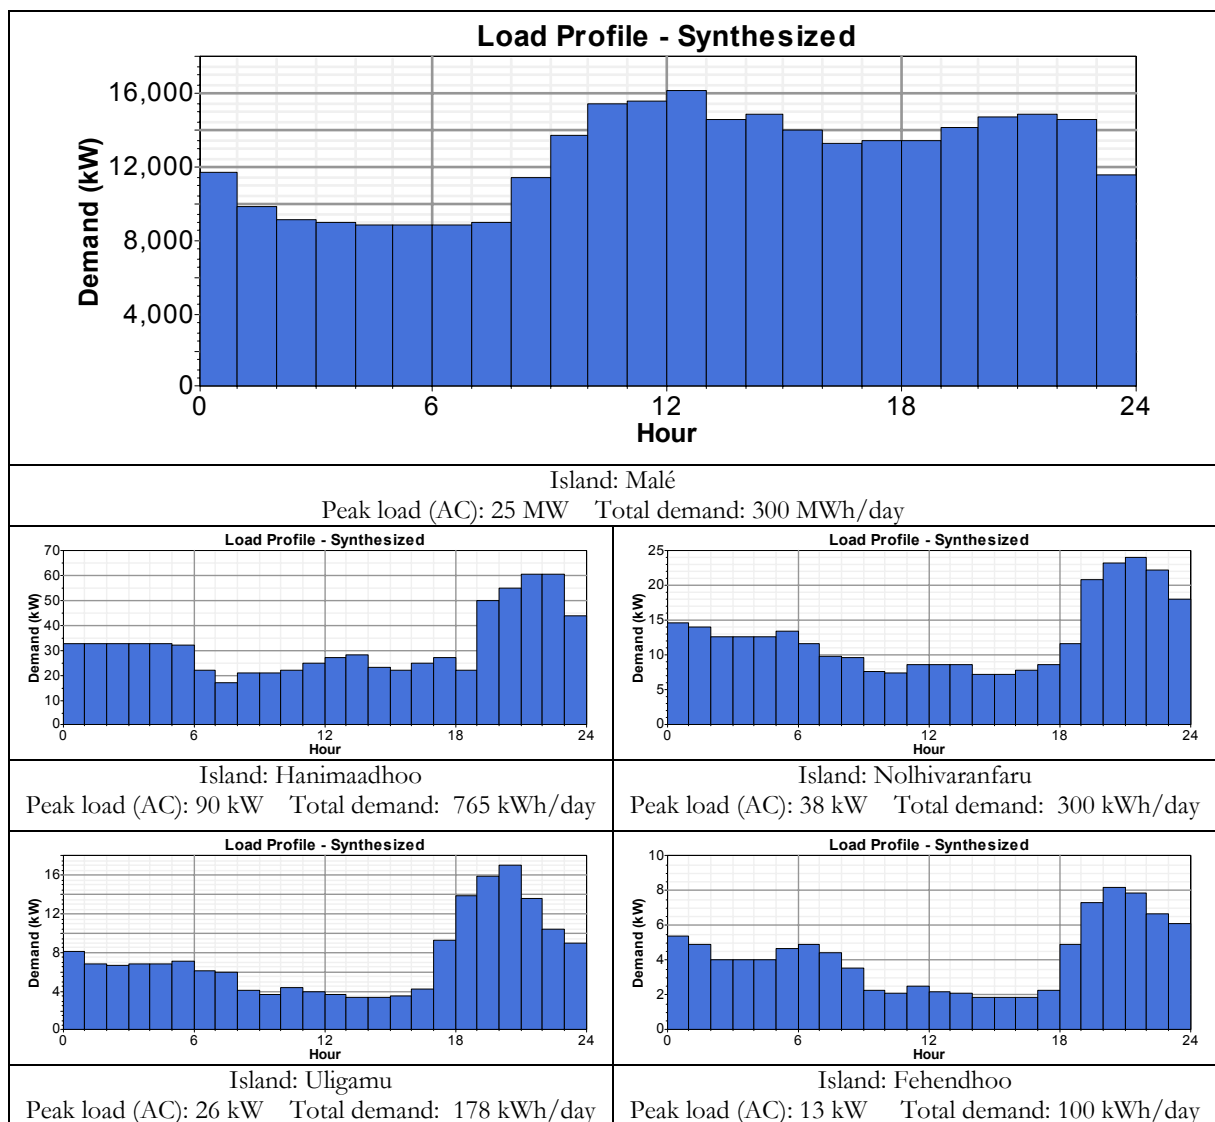 Load Profile - Synthesized
16,000
12,000
8,000
4,000
0
Demand (kW)
0 6 12 18 24
Hour
Island: Malé
Peak load (AC): 25 MW Total demand: 300 MWh/day
Load Profile - Synthesized
70
60
50
40
30
20
10
0
Demand (kW)
0 6 12 18 24
Hour
Island: Hanimaadhoo
Peak load (AC): 90 kW Total demand: 765 kWh/day
Load Profile - Synthesized
25
20
15
10
5
0
Demand (kW)
0 6 12 18 24
Hour
Island: Nolhivaranfaru
Peak load (AC): 38 kW Total demand: 300 kWh/day
Load Profile - Synthesized
16
12
8
4
0
Demand (kW)
0 6 12 18 24
Hour
Island: Uligamu
Peak load (AC): 26 kW Total demand: 178 kWh/day
Load Profile - Synthesized
10
8
6
4
2
0
Demand (kW)
0 6 12 18 24
Hour
Island: Fehendhoo
Peak load (AC): 13 kW Total demand: 100 kWh/day